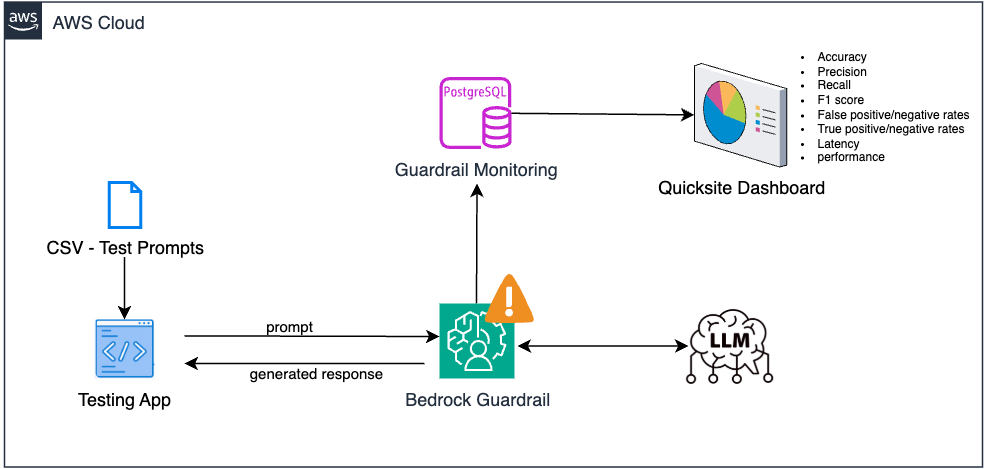 aws
AWS Cloud
PostgreSQL
Guardrail Monitoring
• Accuracy
• Precision
• Recall
• F1 score
• False positive/negative rates
• True positive/negative rates
• Latency
• performance
Quicksite Dashboard
CSV - Test Prompts
</>
Testing App
prompt
generated response
!
Bedrock Guardrail
LLM